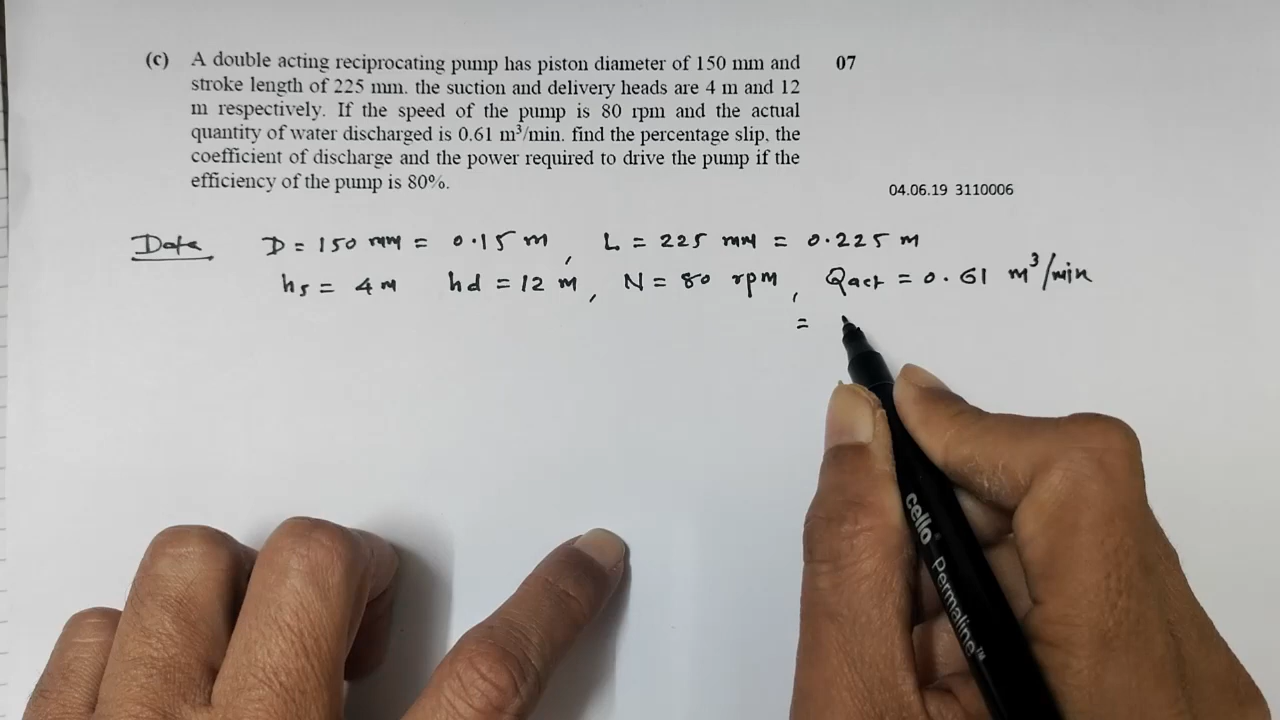 (c) A double acting reciprocating pump has piston diameter of 150 mm and 07
stroke length of 225 mm. the suction and delivery heads are 4 m and 12
m respectively. If the speed of the pump is 80 rpm and the actual
quantity of water discharged is 0.61 m³/min. find the percentage slip, the
coefficient of discharge and the power required to drive the pump if the
efficiency of the pump is 80%.
04.06.19 3110006
Data D = 150 mm = 0.15 m, L = 225 mm = 0.225 m
hs = 4 m hd = 12 m, N = 80 rpm, Qact = 0.61 m³/min
=
cello Permaline™